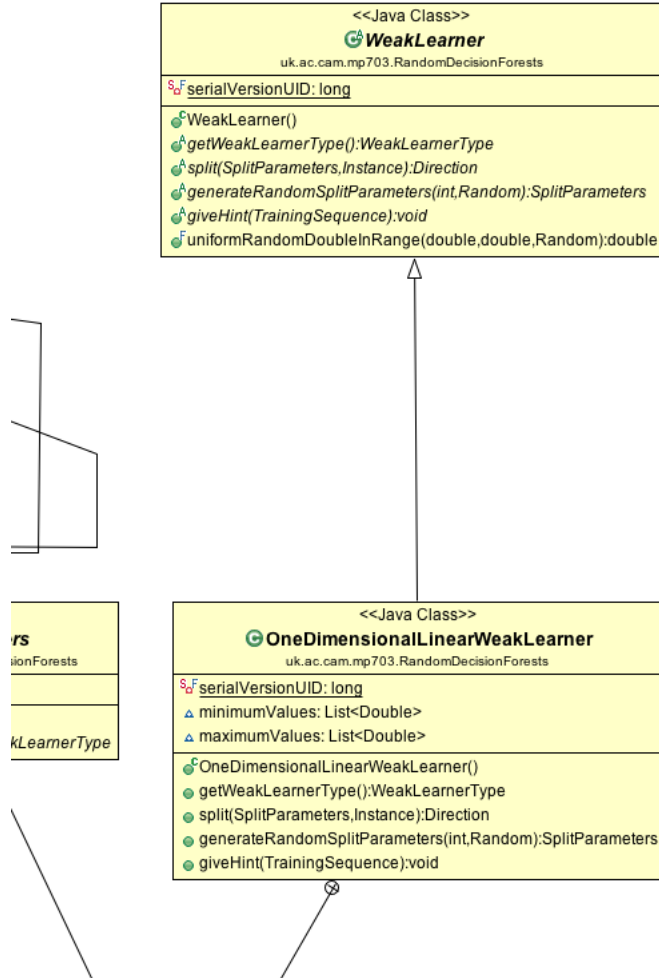 <<Java Class>>
WeakLearner
uk.ac.cam.mp703.RandomDecisionForests
serialVersionUID: long
WeakLearner()
getWeakLearnerType():WeakLearnerType
split(SplitParameters,Instance):Direction
generateRandomSplitParameters(int,Random):SplitParameters
giveHint(TrainingSequence):void
uniformRandomDoubleInRange(double,double,Random):double
ers
sionForests
kLearnerType
<<Java Class>>
OneDimensionalLinearWeakLearner
uk.ac.cam.mp703.RandomDecisionForests
serialVersionUID: long
minimumValues: List<Double>
maximumValues: List<Double>
OneDimensionalLinearWeakLearner()
getWeakLearnerType():WeakLearnerType
split(SplitParameters,Instance):Direction
generateRandomSplitParameters(int,Random):SplitParameters
giveHint(TrainingSequence):void